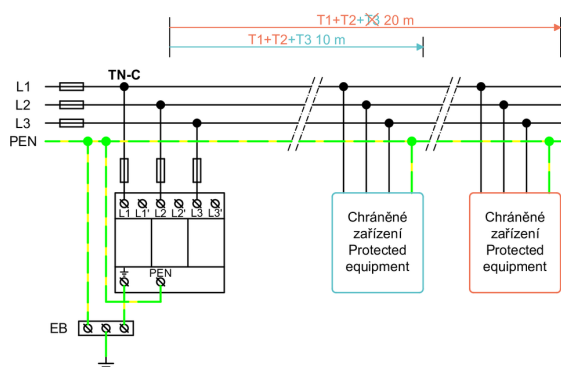 T1+T2+T3 20 m
T1+T2+T3 10 m
TN-C
L1
L2
L3
PEN
L1 L1' L2 L2' L3 L3'
PEN
Chráněné
zařízení
Protected
equipment
Chráněné
zařízení
Protected
equipment
EB